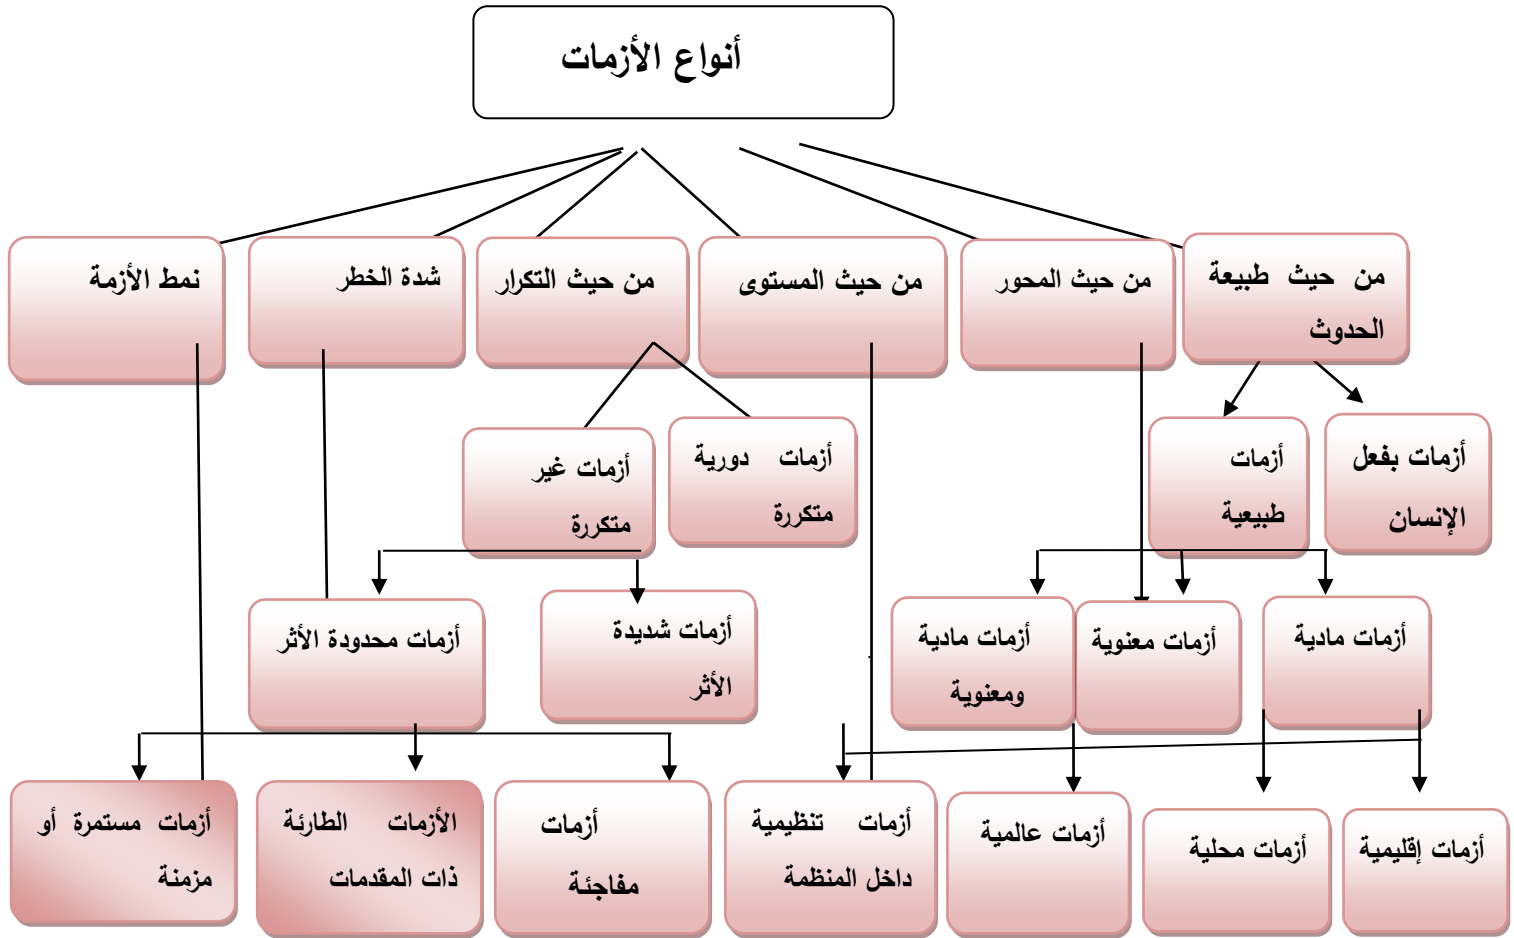 أنواع الأزمات
من حيث طبيعة
الحدوث
من حيث المحور
من حيث المستوى
من حيث التكرار
شدة الخطر
نمط الأزمة
أزمات بفعل
الإنسان
أزمات
طبيعية
أزمات دورية
متكررة
أزمات غير
متكررة
أزمات مادية
أزمات معنوية
أزمات مادية
ومعنوية
أزمات شديدة
الأثر
أزمات محدودة الأثر
أزمات إقليمية
أزمات محلية
أزمات عالمية
أزمات تنظيمية
داخل المنظمة
أزمات
مفاجئة
الأزمات الطارئة
ذات المقدمات
أزمات مستمرة أو
مزمنة